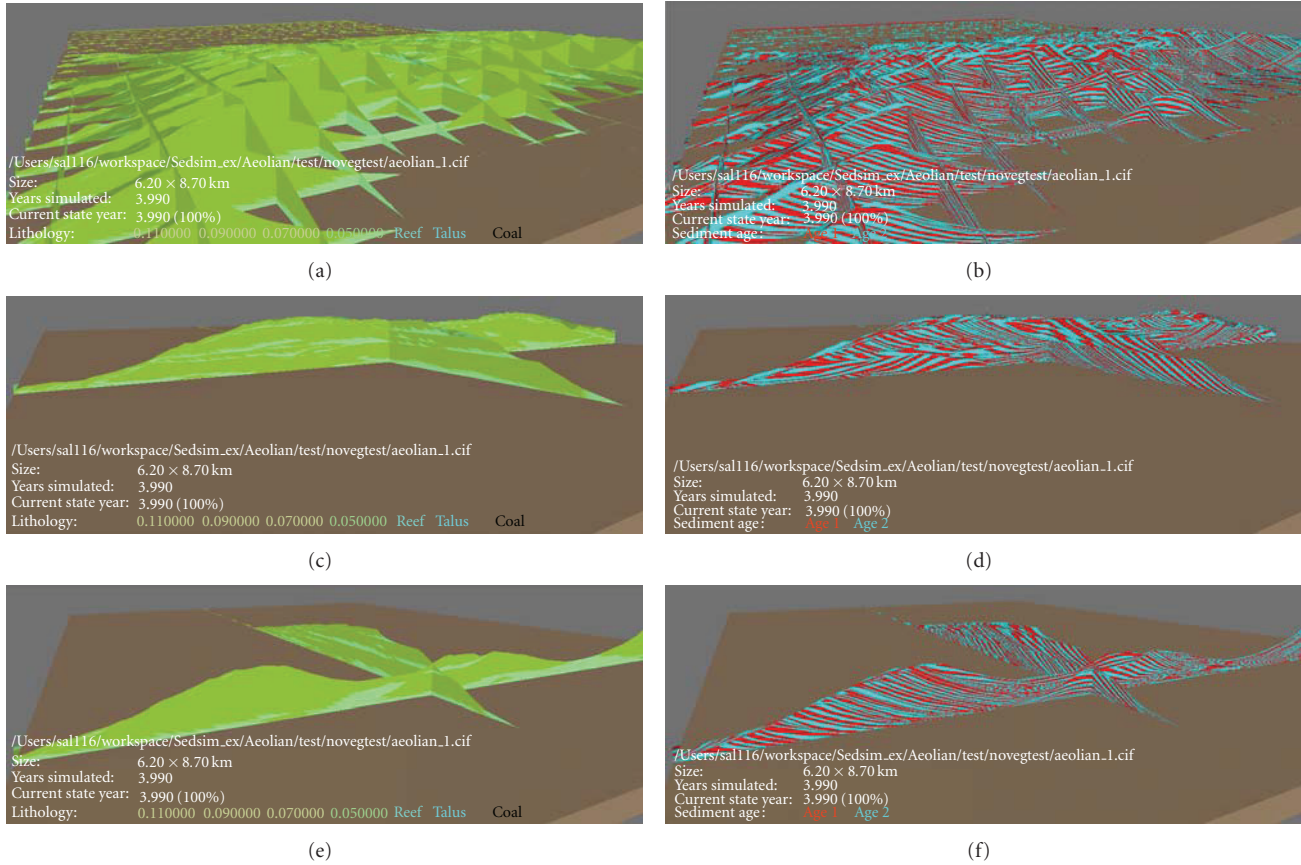 /Users/sal116/workspace/Sedsim_ex/Aeolian/test/novegtest/aeolian_1.cif
Size: 6.20 × 8.70 km
Years simulated: 3.990
Current state year: 3.990 (100%)
Lithology: 0.110000 0.090000 0.070000 0.050000 Reef Talus Coal
(a)
/Users/sal116/workspace/Sedsim_ex/Aeolian/test/novegtest/aeolian_1.cif
Size: 6.20 × 8.70 km
Years simulated: 3.990
Current state year: 3.990 (100%)
Sediment age:
(b)
/Users/sal116/workspace/Sedsim_ex/Aeolian/test/novegtest/aeolian_1.cif
Size: 6.20 × 8.70 km
Years simulated: 3.990
Current state year: 3.990 (100%)
Lithology: 0.110000 0.090000 0.070000 0.050000 Reef Talus Coal
(c)
/Users/sal116/workspace/Sedsim_ex/Aeolian/test/novegtest/aeolian_1.cif
Size: 6.20 × 8.70 km
Years simulated: 3.990
Current state year: 3.990 (100%)
Sediment age: Age 1 Age 2
(d)
/Users/sal116/workspace/Sedsim_ex/Aeolian/test/novegtest/aeolian_1.cif
Size: 6.20 × 8.70 km
Years simulated: 3.990
Current state year: 3.990 (100%)
Lithology: 0.110000 0.090000 0.070000 0.050000 Reef Talus Coal
(e)
/Users/sal116/workspace/Sedsim_ex/Aeolian/test/novegtest/aeolian_1.cif
Size: 6.20 × 8.70 km
Years simulated: 3.990
Current state year: 3.990 (100%)
Sediment age: Age 1 Age 2
(f)